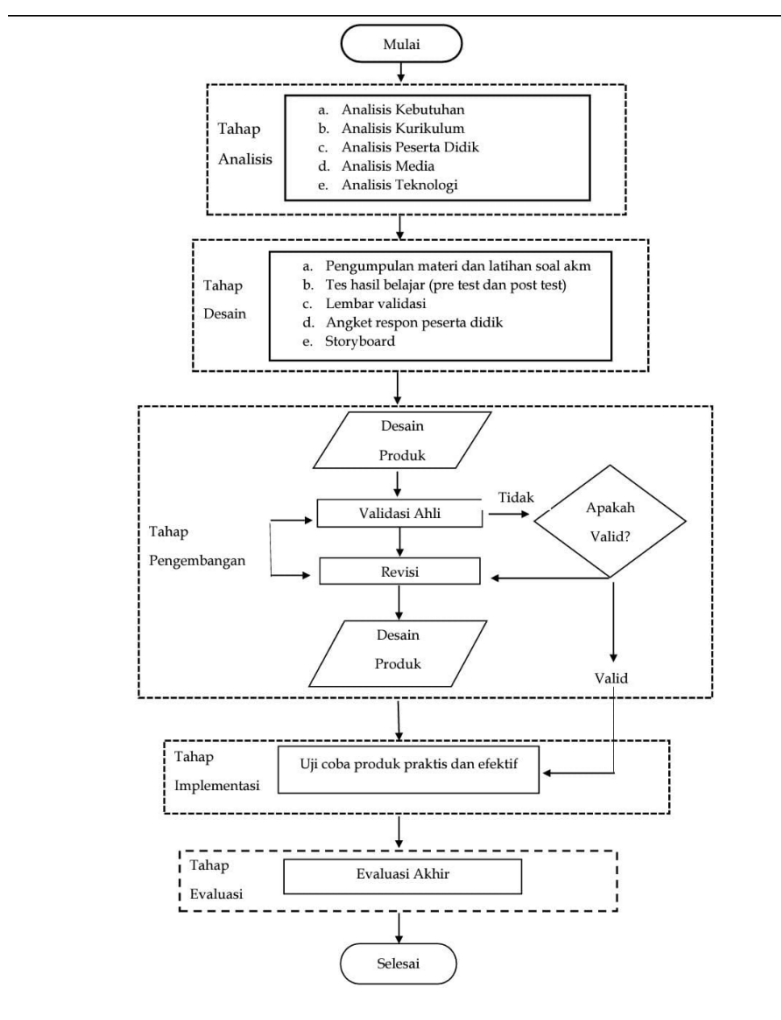 Mulai
Tahap
Analisis
a. Analisis Kebutuhan
b. Analisis Kurikulum
c. Analisis Peserta Didik
d. Analisis Media
e. Analisis Teknologi
Tahap
Desain
a. Pengumpulan materi dan latihan soal akm
b. Tes hasil belajar (pre test dan post test)
c. Lembar validasi
d. Angket respon peserta didik
e. Storyboard
Tahap
Pengembangan
Desain
Produk
Validasi Ahli
Tidak
Apakah
Valid?
Revisi
Desain
Produk
Valid
Tahap
Implementasi
Uji coba produk praktis dan efektif
Tahap
Evaluasi
Evaluasi Akhir
Selesai